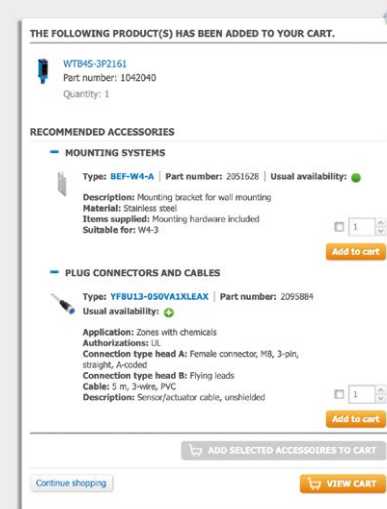 THE FOLLOWING PRODUCT(S) HAS BEEN ADDED TO YOUR CART.
WTB4S-3P2161
Part number: 1042040
Quantity: 1
RECOMMENDED ACCESSORIES
MOUNTING SYSTEMS
Type: BEF-W4-A | Part number: 2051628 | Usual availability:
Description: Mounting bracket for wall mounting
Material: Stainless steel
Items supplied: Mounting hardware included
Suitable for: W4-3
1
Add to cart
PLUG CONNECTORS AND CABLES
Type: YF8U13-050VA1XLEAX | Part number: 2095884
Usual availability:
Application: Zones with chemicals
Authorizations: UL
Connection type head A: Female connector, M8, 3-pin,
straight, A-coded
Connection type head B: Flying leads
Cable: 5 m, 3-wire, PVC
Description: Sensor/actuator cable, unshielded
1
Add to cart
ADD SELECTED ACCESSOIRES TO CART
Continue shopping
VIEW CART